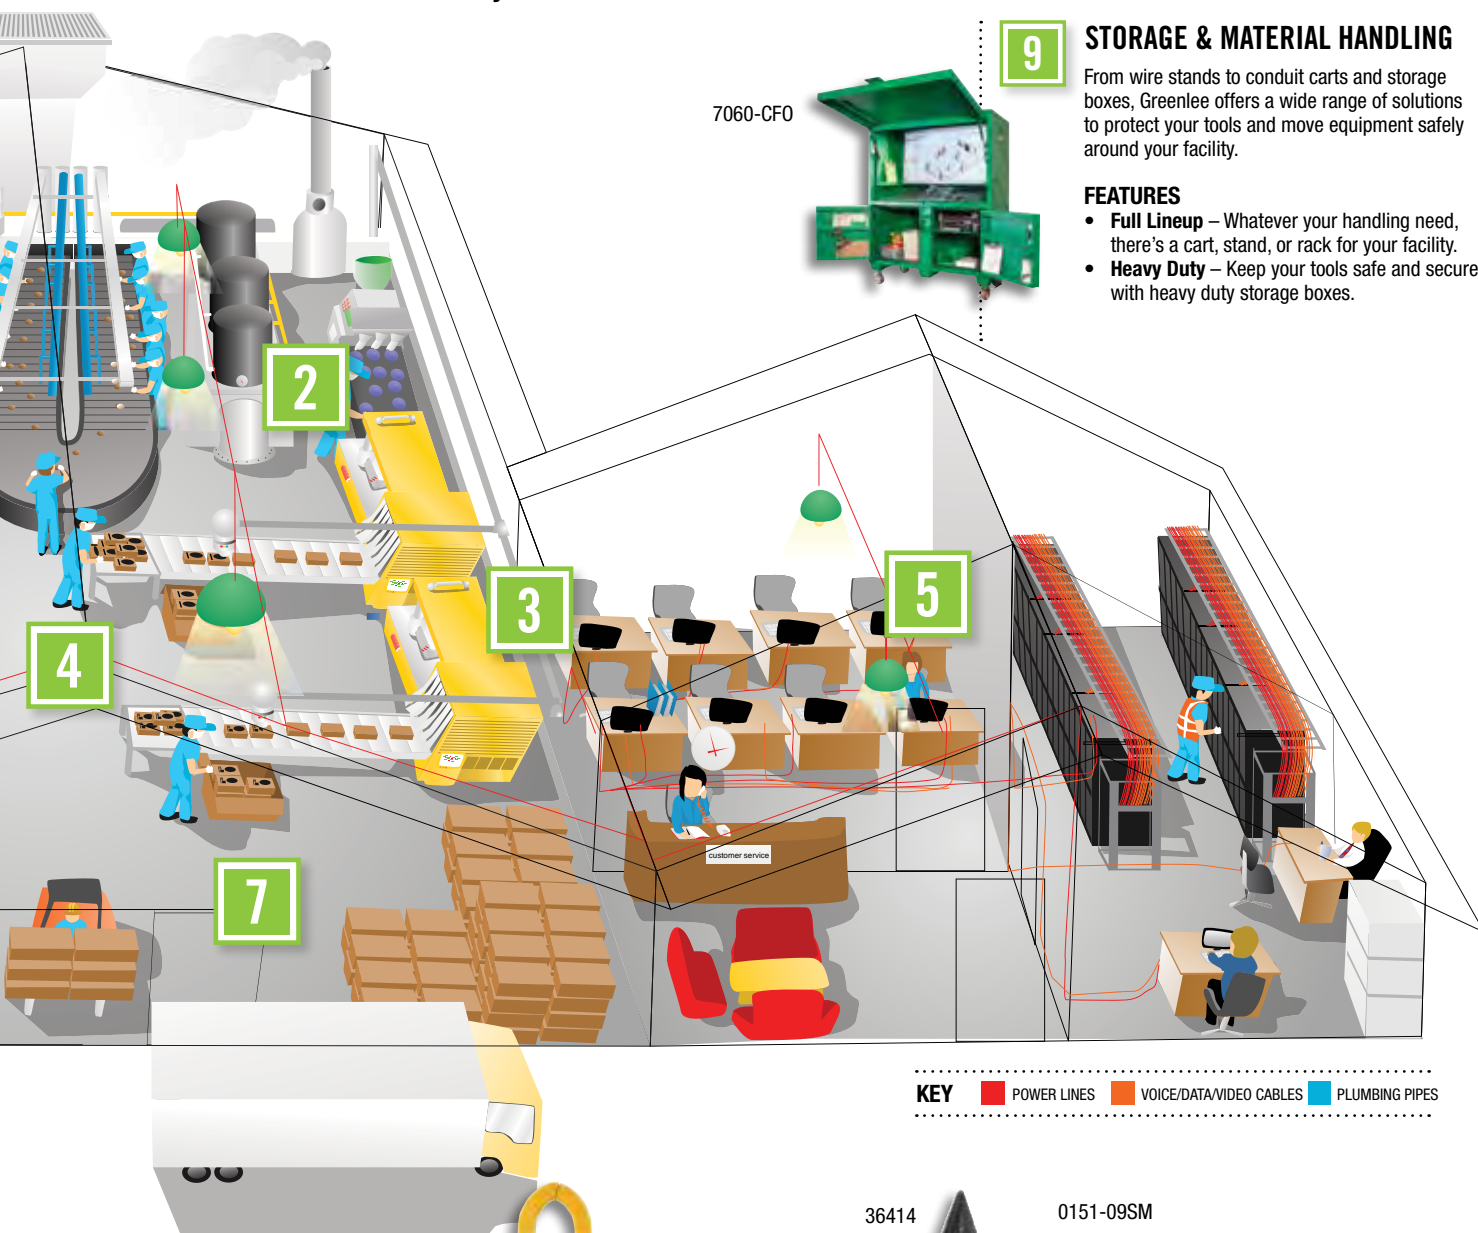 9
STORAGE & MATERIAL HANDLING
From wire stands to conduit carts and storage
boxes, Greenlee offers a wide range of solutions
to protect your tools and move equipment safely
around your facility.
7060-CFO
FEATURES
• Full Lineup – Whatever your handling need,
there's a cart, stand, or rack for your facility.
• Heavy Duty – Keep your tools safe and secure
with heavy duty storage boxes.
2
3
5
4
customer service
7
KEY POWER LINES VOICE/DATA/VIDEO CABLES PLUMBING PIPES
36414
0151-09SM